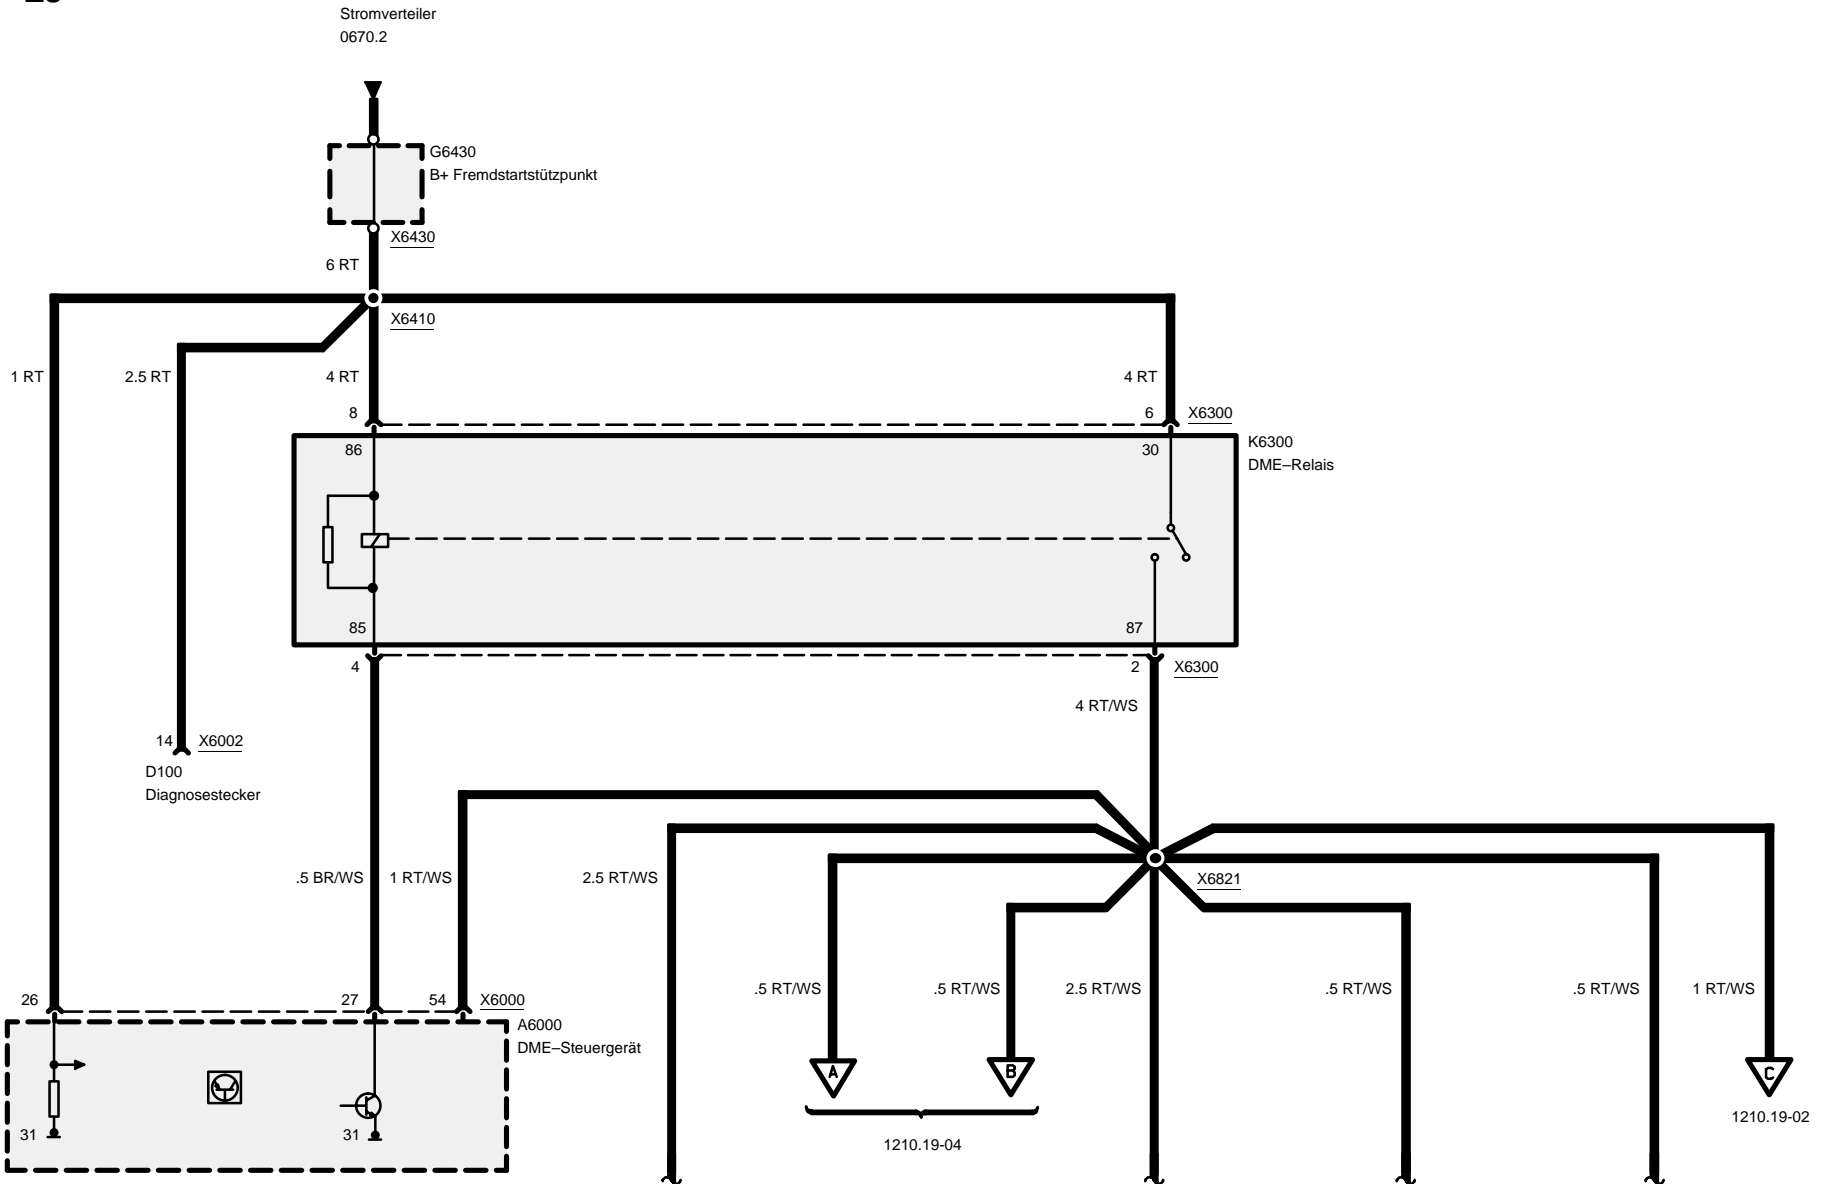 Stromverteiler
0670.2
G6430
B+ Fremdstartstützpunkt
X6430
6 RT
X6410
1 RT
2.5 RT
4 RT
4 RT
8
6
X6300
K6300
DME–Relais
86
30
85
87
4
2
X6300
4 RT/WS
14
X6002
D100
Diagnosestecker
.5 BR/WS
1 RT/WS
2.5 RT/WS
X6821
.5 RT/WS
.5 RT/WS
2.5 RT/WS
.5 RT/WS
.5 RT/WS
1 RT/WS
26
27
54
X6000
A6000
DME–Steuergerät
A
B
C
31
31
1210.19-04
1210.19-02